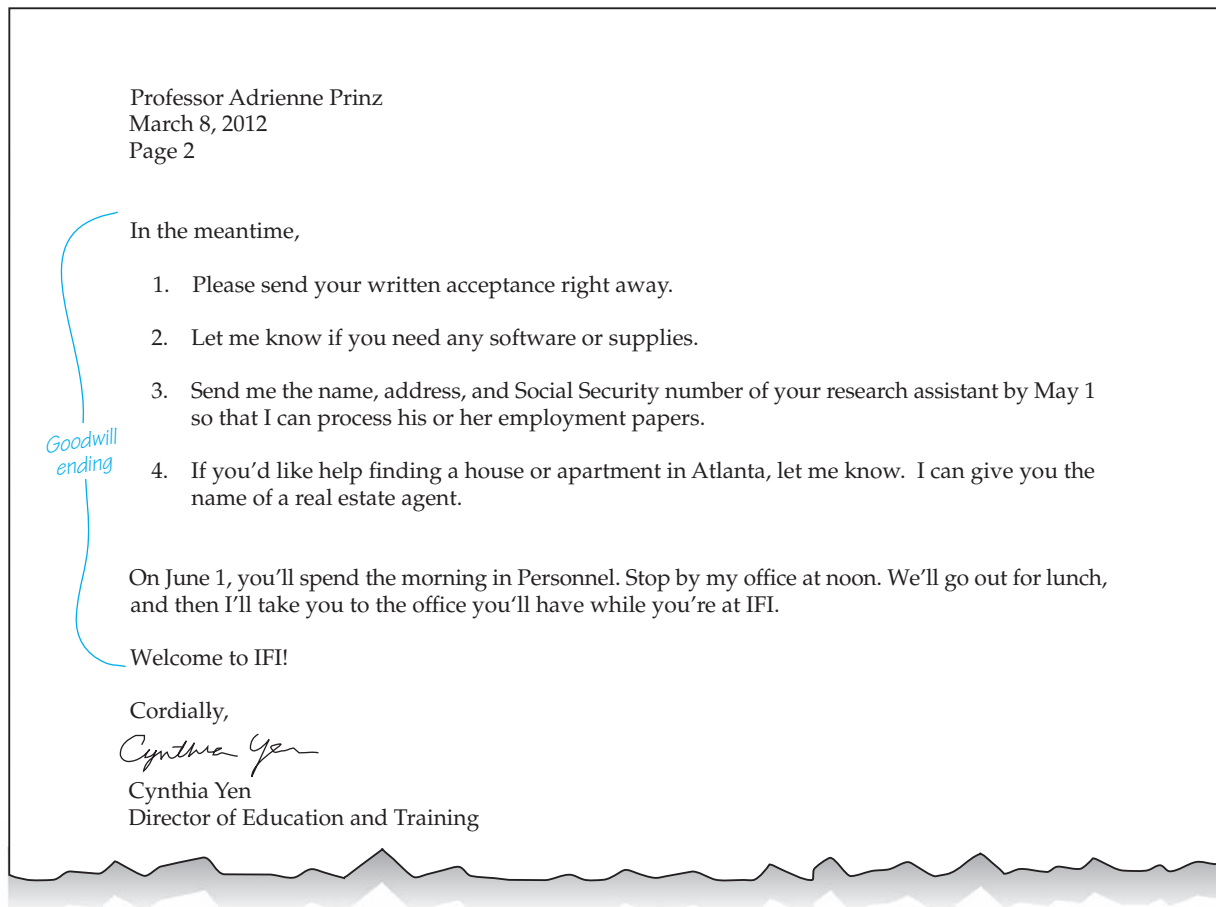 Professor Adrienne Prinz
March 8, 2012
Page 2
In the meantime,
1. Please send your written acceptance right away.
2. Let me know if you need any software or supplies.
3. Send me the name, address, and Social Security number of your research assistant by May 1
so that I can process his or her employment papers.
Goodwill
ending
4. If you’d like help finding a house or apartment in Atlanta, let me know. I can give you the
name of a real estate agent.
On June 1, you’ll spend the morning in Personnel. Stop by my office at noon. We’ll go out for lunch,
and then I’ll take you to the office you‘ll have while you’re at IFI.
Welcome to IFI!
Cordially,
Cynthia Yen
Cynthia Yen
Director of Education and Training